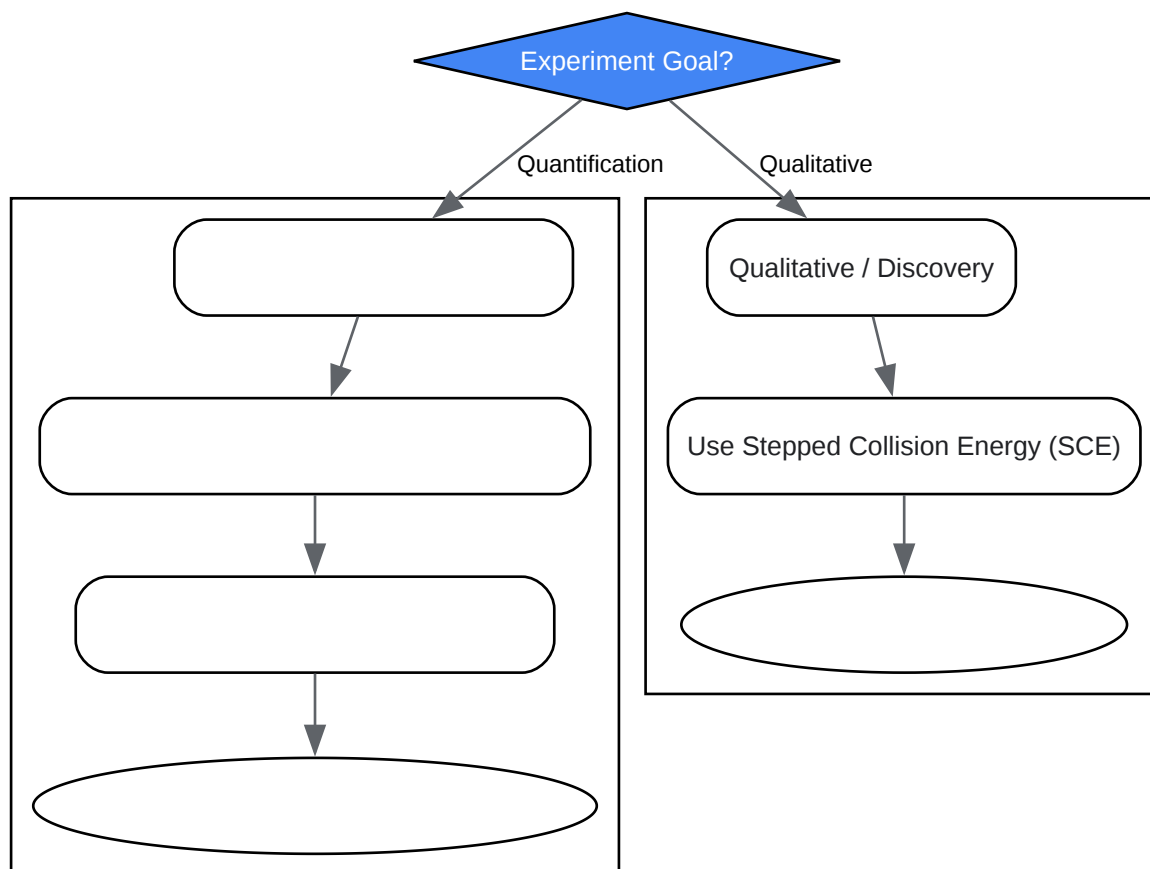 Experiment Goal?
Quantification
Qualitative
Qualitative / Discovery
Use Stepped Collision Energy (SCE)